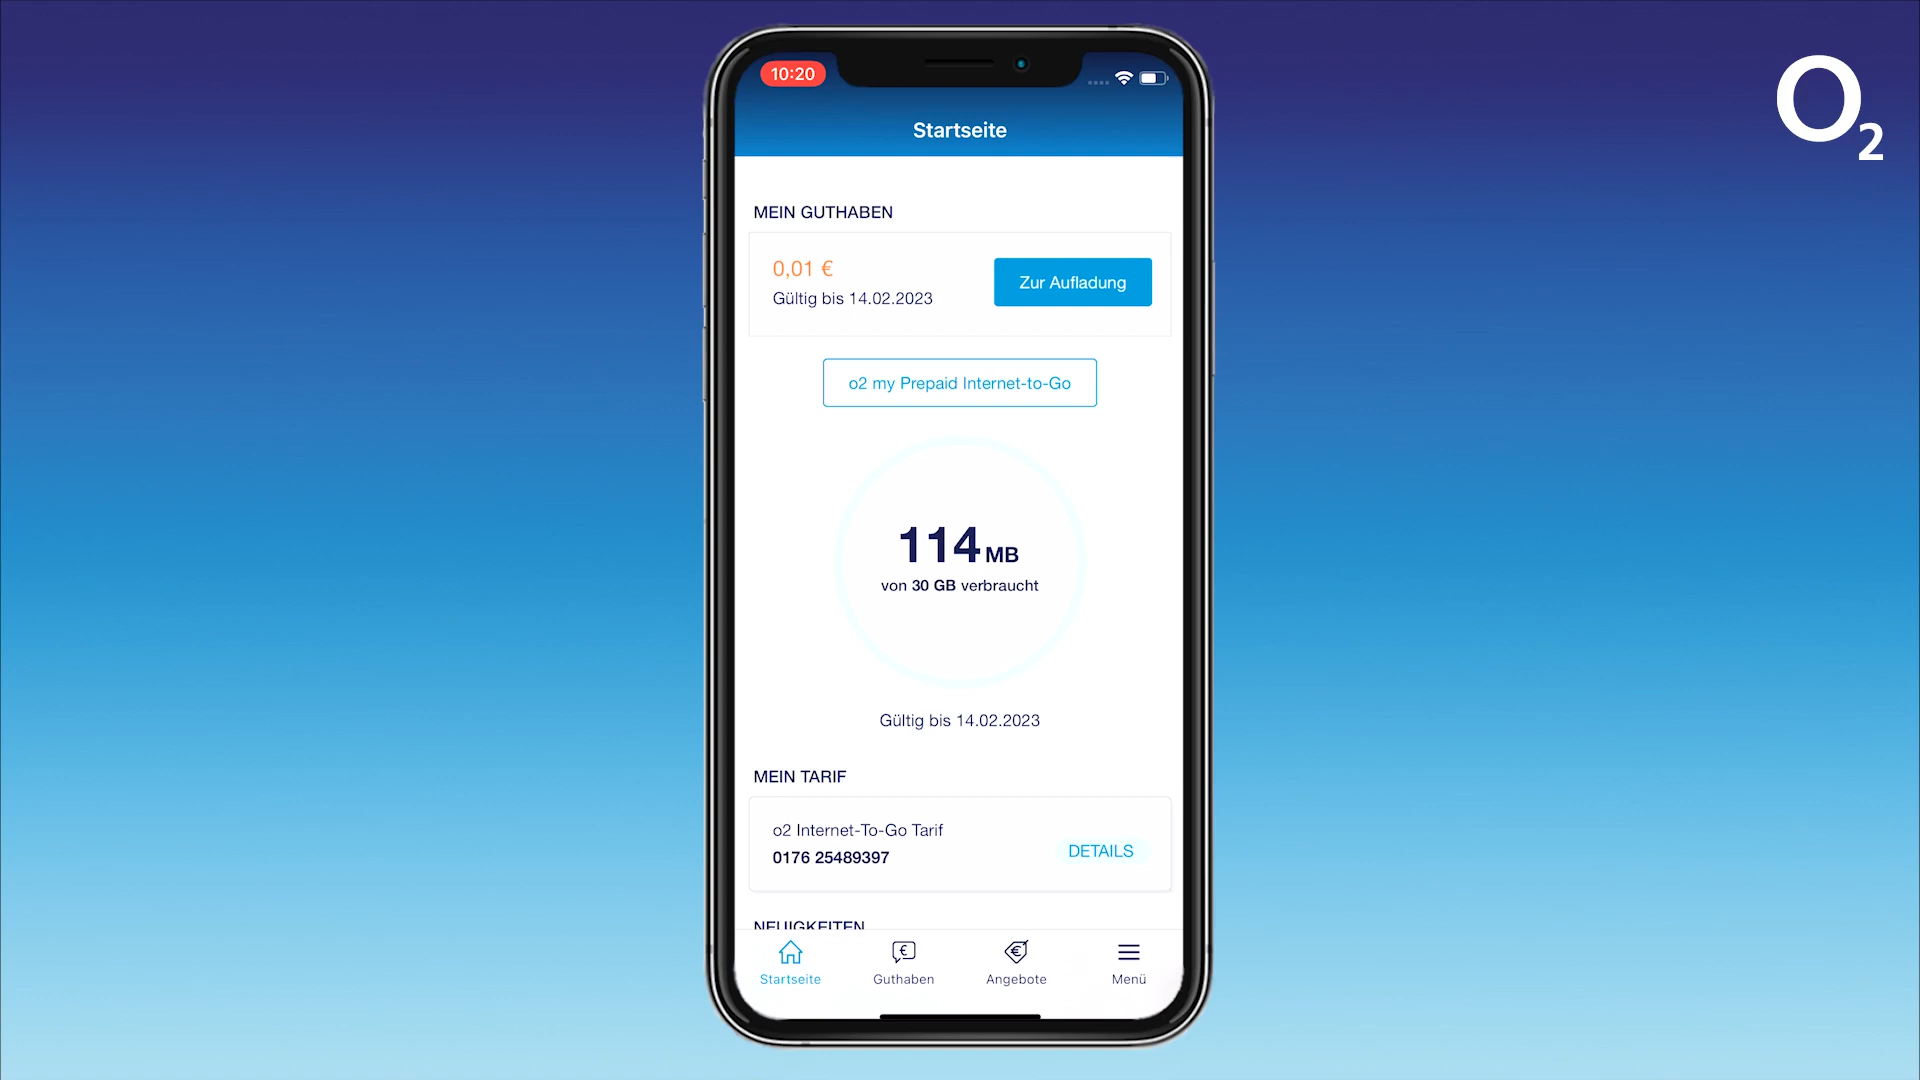 10:20
O2
Startseite
MEIN GUTHABEN
0,01 €
Gültig bis 14.02.2023
Zur Aufladung
o2 my Prepaid Internet-to-Go
114 MB
von 30 GB verbraucht
Gültig bis 14.02.2023
MEIN TARIF
o2 Internet-To-Go Tarif
0176 25489397
DETAILS
NEUIGKEITEN
Startseite
Guthaben
Angebote
Menü